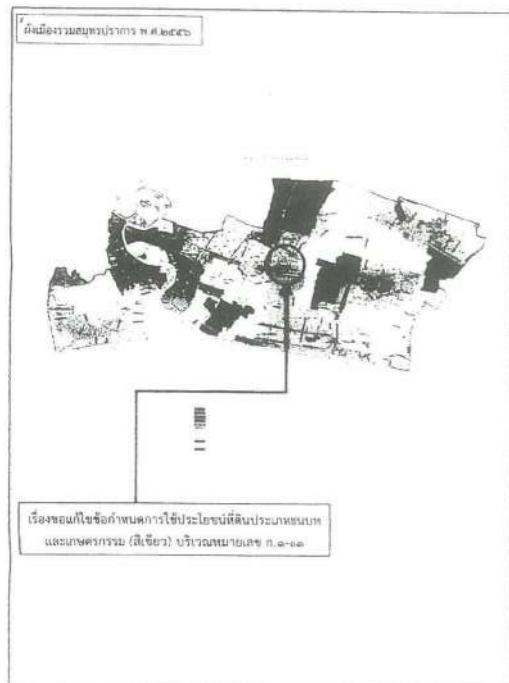 ผังเมืองรวมสมุทรปราการ พ.ศ.๒๕๕๖
เรื่องขอแก้ไขข้อกำหนดการใช้ประโยชน์ที่ดินประเภทชนบท
และเกษตรกรรม (สีเขียว) บริเวณหมายเลข ก.๑-๑๑